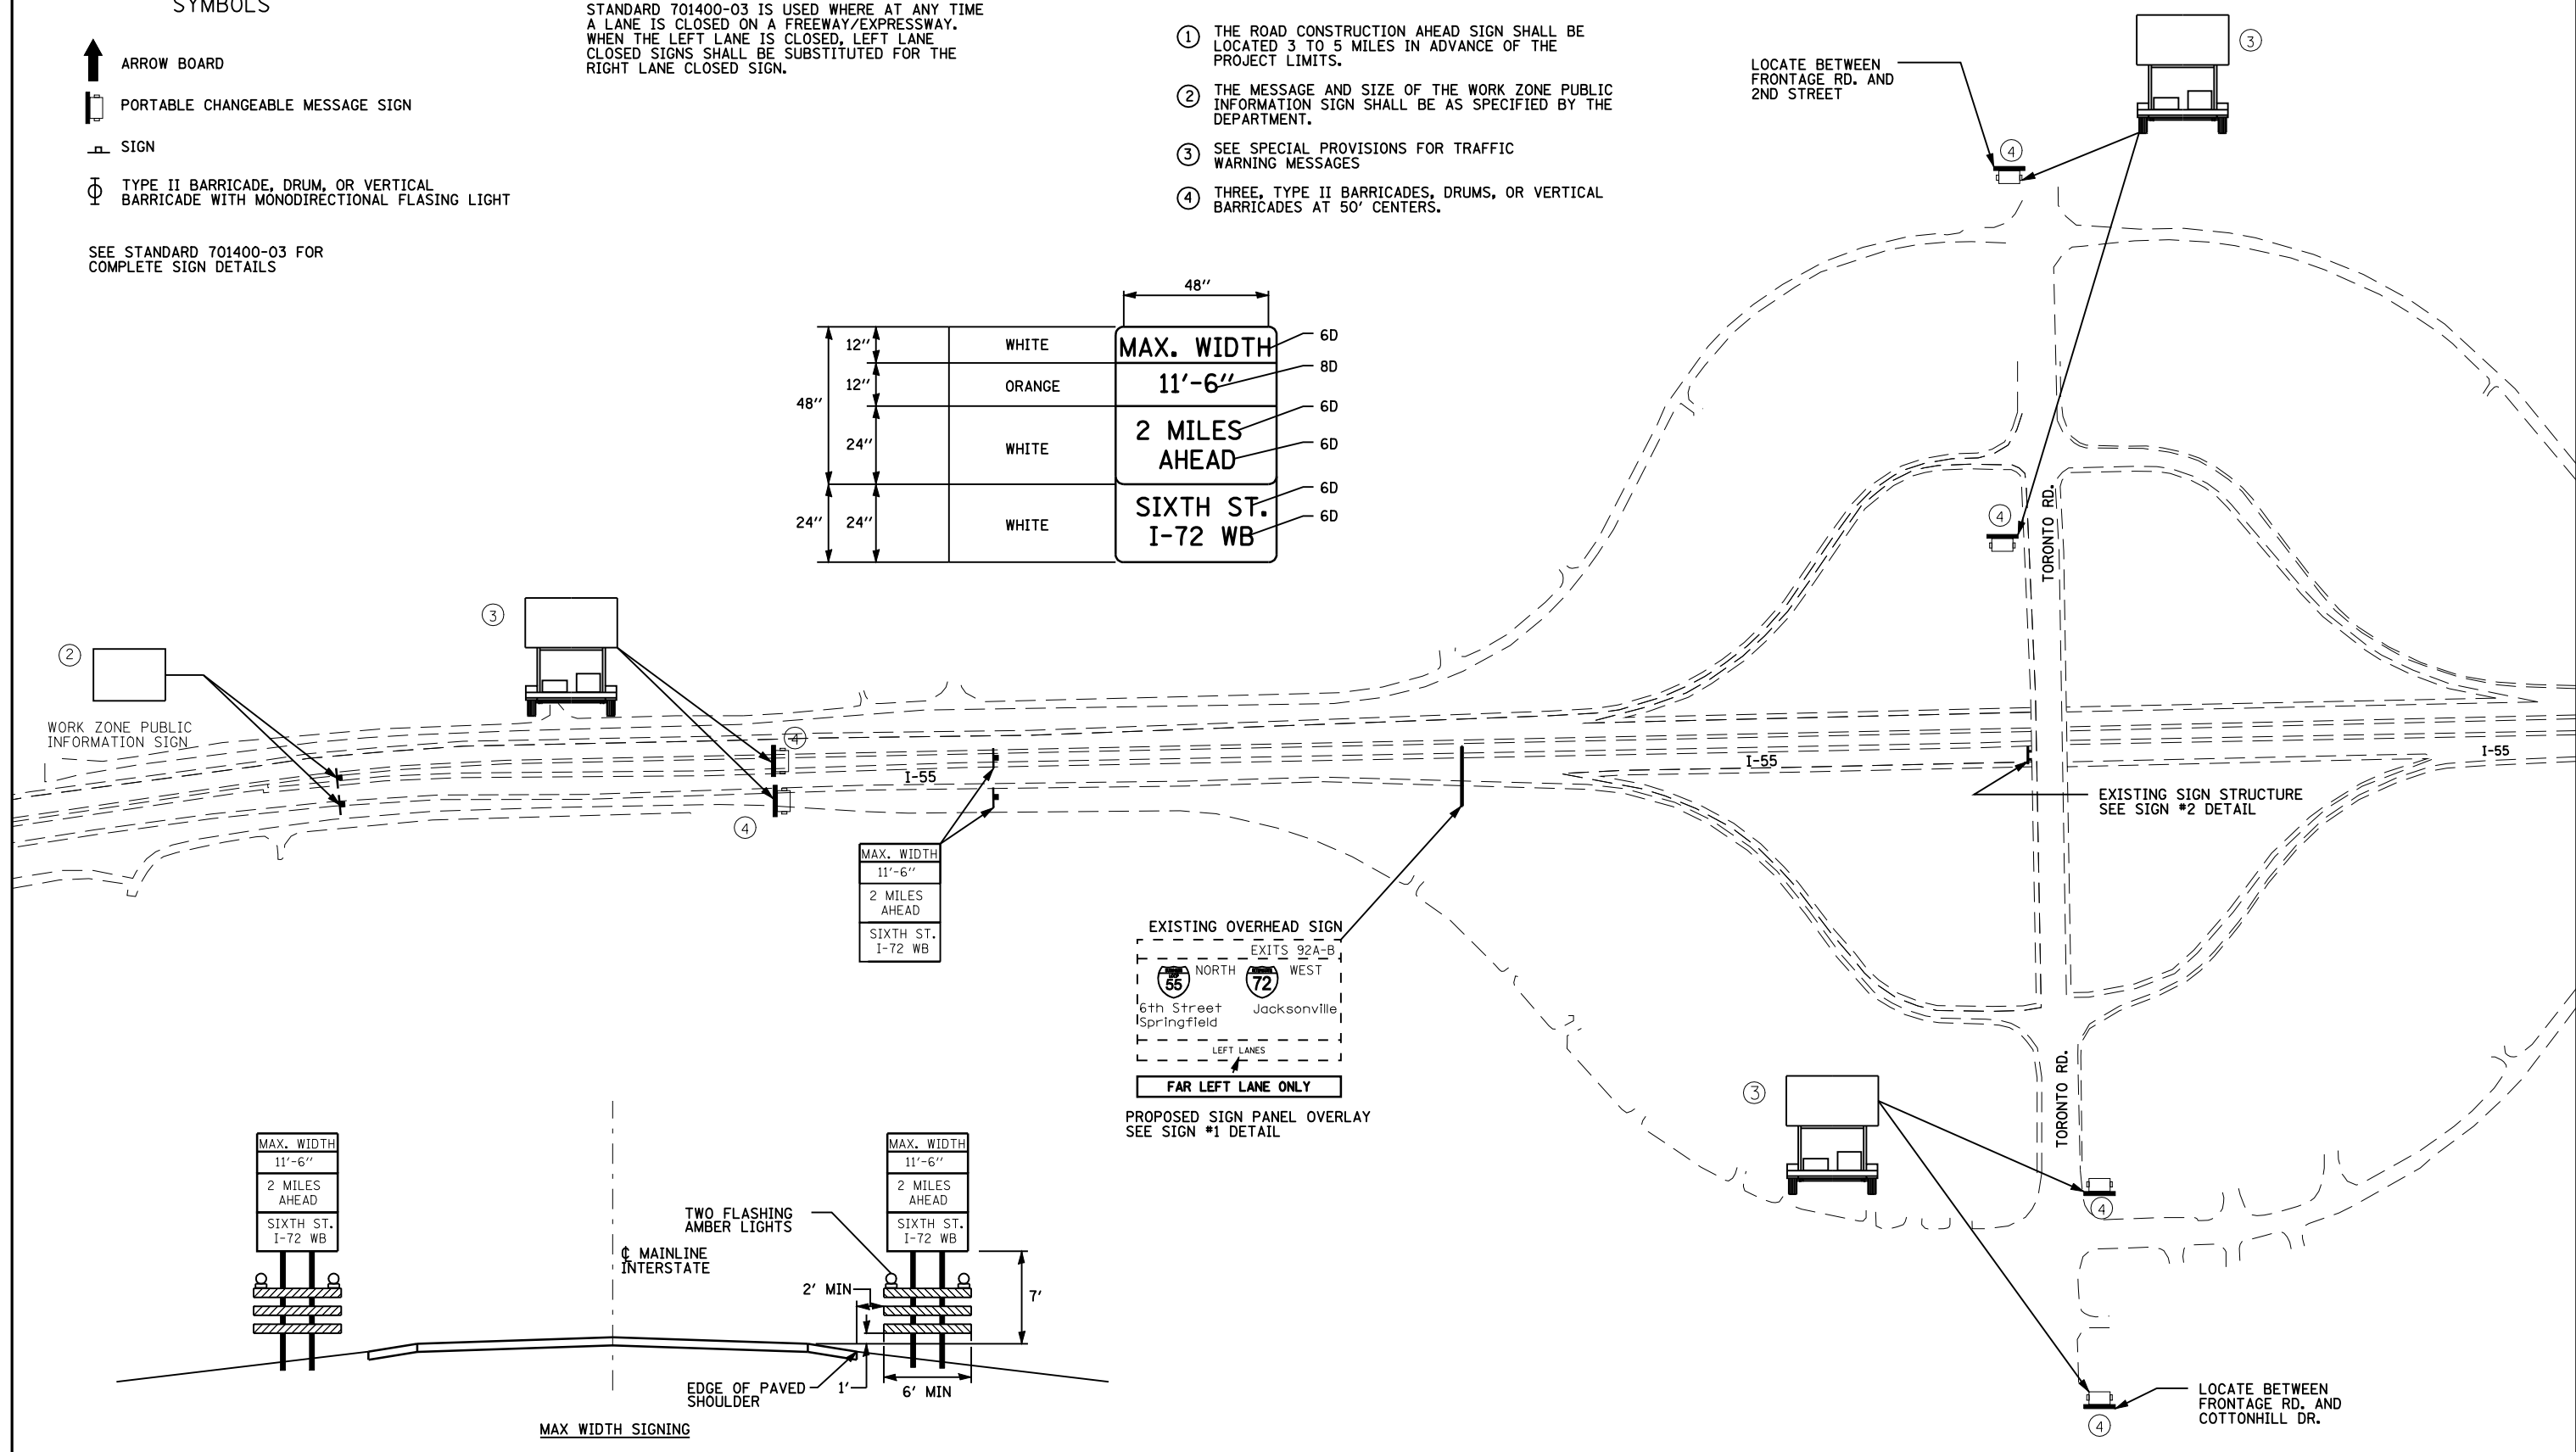 SYMBOLS
ARROW BOARD
PORTABLE CHANGEABLE MESSAGE SIGN
SIGN
TYPE II BARRICADE, DRUM, OR VERTICAL
BARRICADE WITH MONODIRECTIONAL FLASING LIGHT
SEE STANDARD 701400-03 FOR
COMPLETE SIGN DETAILS
STANDARD 701400-03 IS USED WHERE AT ANY TIME
A LANE IS CLOSED ON A FREEWAY/EXPRESSWAY.
WHEN THE LEFT LANE IS CLOSED, LEFT LANE
CLOSED SIGNS SHALL BE SUBSTITUTED FOR THE
RIGHT LANE CLOSED SIGN.
1 THE ROAD CONSTRUCTION AHEAD SIGN SHALL BE
LOCATED 3 TO 5 MILES IN ADVANCE OF THE
PROJECT LIMITS.
2 THE MESSAGE AND SIZE OF THE WORK ZONE PUBLIC
INFORMATION SIGN SHALL BE AS SPECIFIED BY THE
DEPARTMENT.
3 SEE SPECIAL PROVISIONS FOR TRAFFIC
WARNING MESSAGES
4 THREE, TYPE II BARRICADES, DRUMS, OR VERTICAL
BARRICADES AT 50' CENTERS.
LOCATE BETWEEN
FRONTAGE RD. AND
2ND STREET
3
4
48"
48"
12"
WHITE
MAX. WIDTH
6D
12"
ORANGE
11'-6"
8D
24"
WHITE
2 MILES
AHEAD
6D
6D
24"
24"
WHITE
SIXTH ST.
I-72 WB
6D
6D
4
TORONTO RD.
3
2
WORK ZONE PUBLIC
INFORMATION SIGN
4
4
I-55
I-55
I-55
EXISTING SIGN STRUCTURE
SEE SIGN #2 DETAIL
MAX. WIDTH
11'-6"
2 MILES
AHEAD
SIXTH ST.
I-72 WB
EXISTING OVERHEAD SIGN
EXITS 92A-B
55
NORTH
72
WEST
6th Street
Springfield
Jacksonville
LEFT LANES
FAR LEFT LANE ONLY
PROPOSED SIGN PANEL OVERLAY
SEE SIGN #1 DETAIL
3
TORONTO RD.
4
4
LOCATE BETWEEN
FRONTAGE RD. AND
COTTONHILL DR.
MAX. WIDTH
11'-6"
2 MILES
AHEAD
SIXTH ST.
I-72 WB
℄ MAINLINE
INTERSTATE
TWO FLASHING
AMBER LIGHTS
MAX. WIDTH
11'-6"
2 MILES
AHEAD
SIXTH ST.
I-72 WB
2' MIN
7'
1'
6' MIN
EDGE OF PAVED
SHOULDER
MAX WIDTH SIGNING